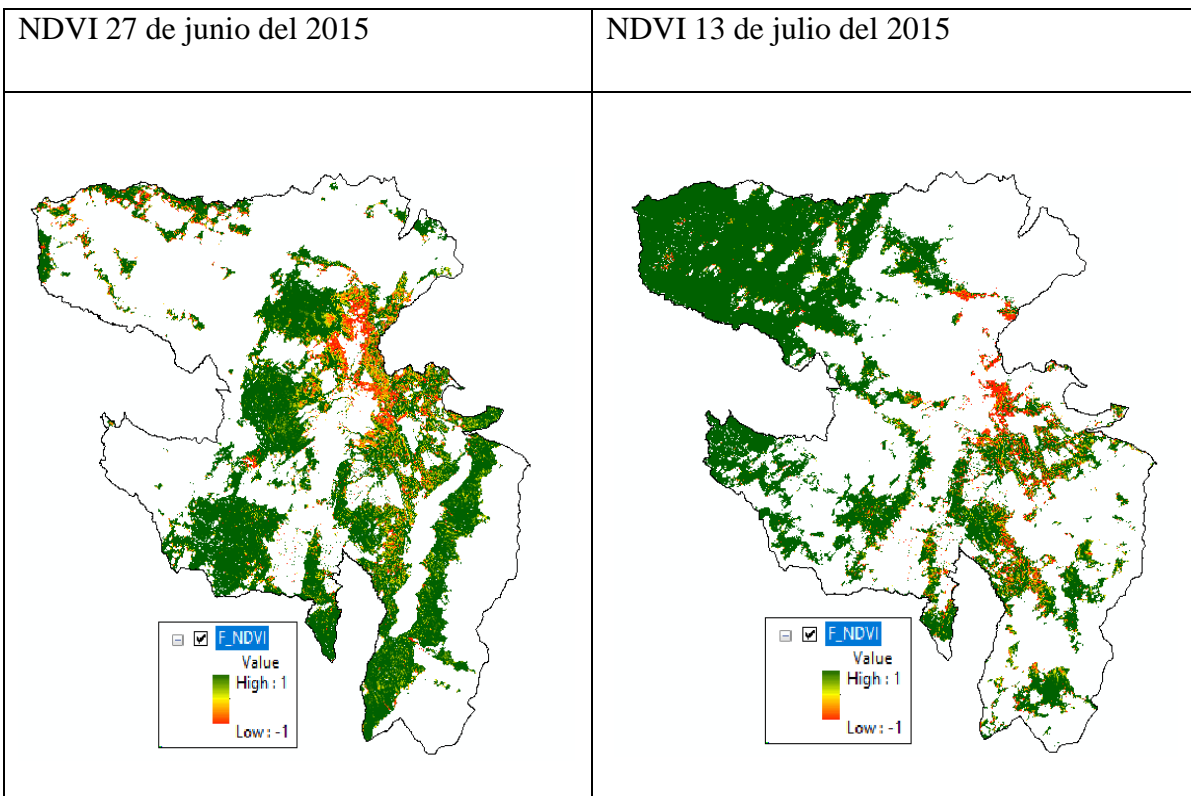 NDVI 27 de junio del 2015
NDVI 13 de julio del 2015
F_NDVI
Value
High : 1
Low : -1
F_NDVI
Value
High : 1
Low : -1